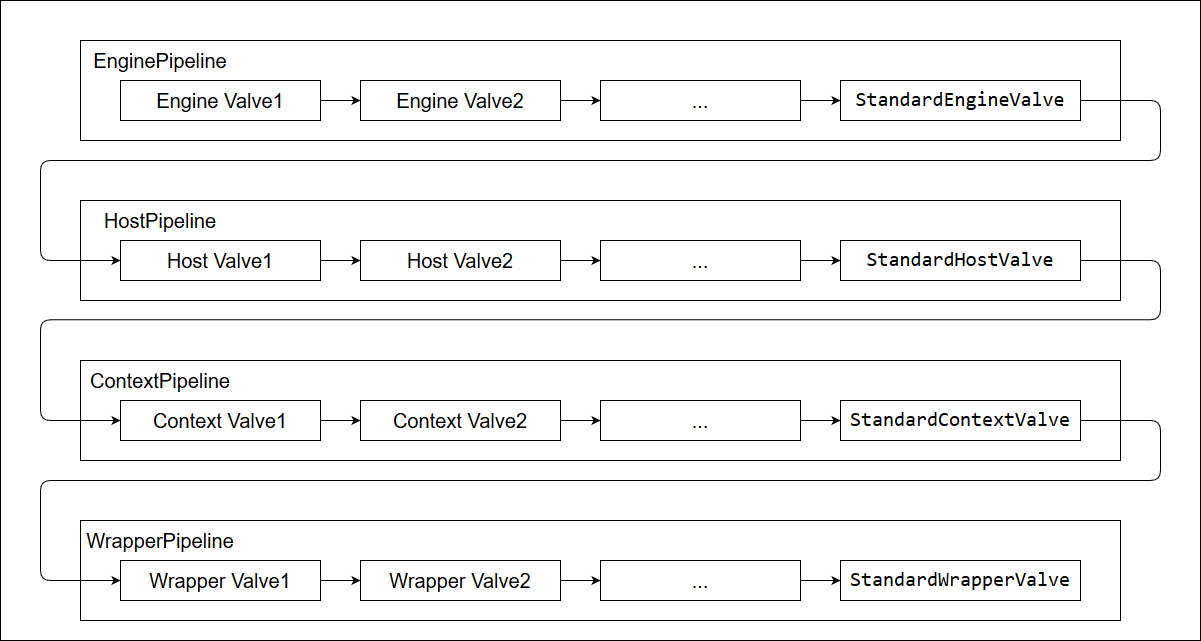 EnginePipeline
Engine Valve1
Engine Valve2
...
StandardEngineValve
HostPipeline
Host Valve1
Host Valve2
...
StandardHostValve
ContextPipeline
Context Valve1
Context Valve2
...
StandardContextValve
WrapperPipeline
Wrapper Valve1
Wrapper Valve2
...
StandardWrapperValve